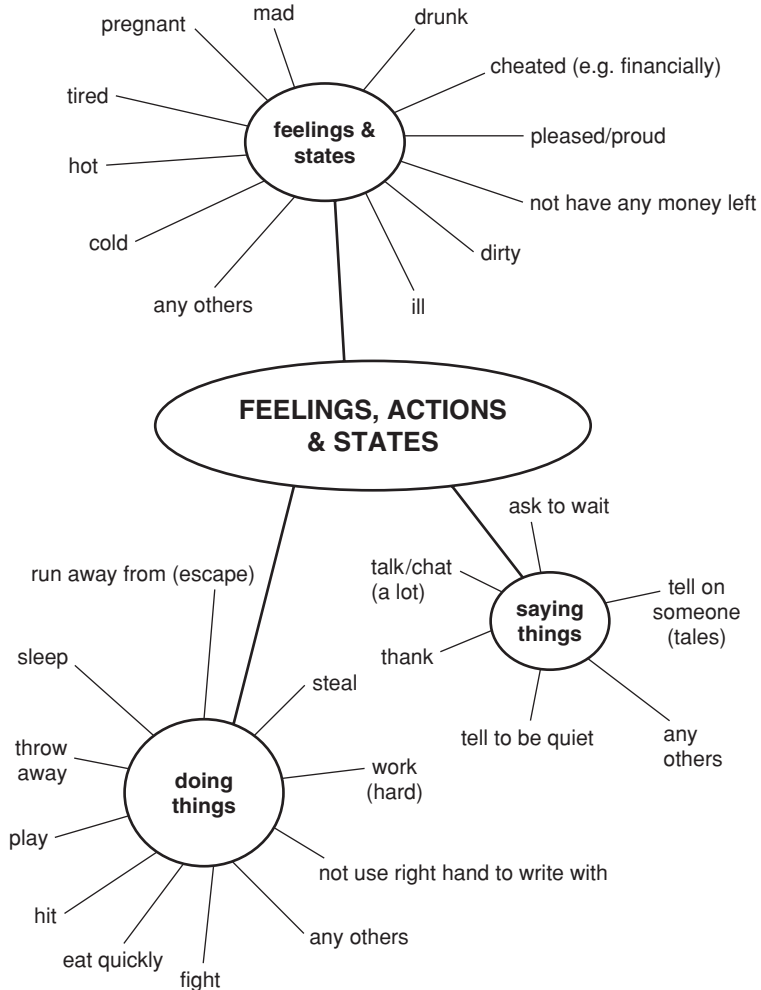 mad
drunk
pregnant
cheated (e.g. financially)
tired
feelings &
states
pleased/proud
hot
not have any money left
cold
dirty
any others
ill
FEELINGS, ACTIONS
& STATES
ask to wait
talk/chat
(a lot)
tell on
someone
(tales)
saying
things
thank
tell to be quiet
any
others
run away from (escape)
sleep
steal
throw
away
doing
things
work
(hard)
play
not use right hand to write with
hit
any others
eat quickly
fight